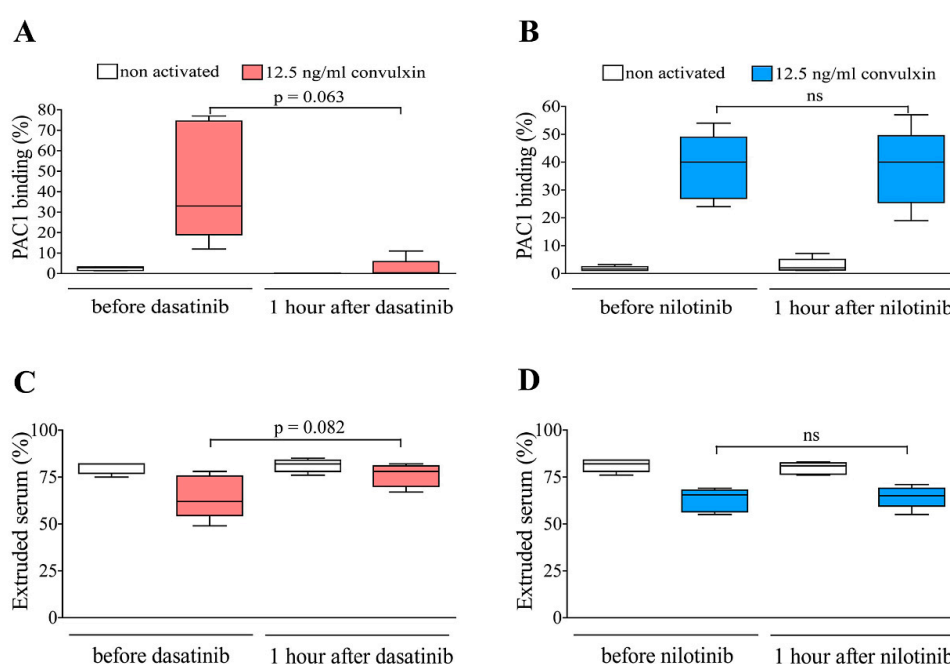 A
B
non activated 12.5 ng/ml convulxin
non activated 12.5 ng/ml convulxin
PAC1 binding (%)
80
70
60
50
40
30
20
10
0
p = 0.063
before dasatinib
1 hour after dasatinib
PAC1 binding (%)
60
50
40
30
20
10
0
ns
before nilotinib
1 hour after nilotinib
C
D
Extruded serum (%)
100
75
50
25
0
p = 0.082
before dasatinib
1 hour after dasatinib
Extruded serum (%)
100
75
50
25
0
ns
before nilotinib
1 hour after nilotinib